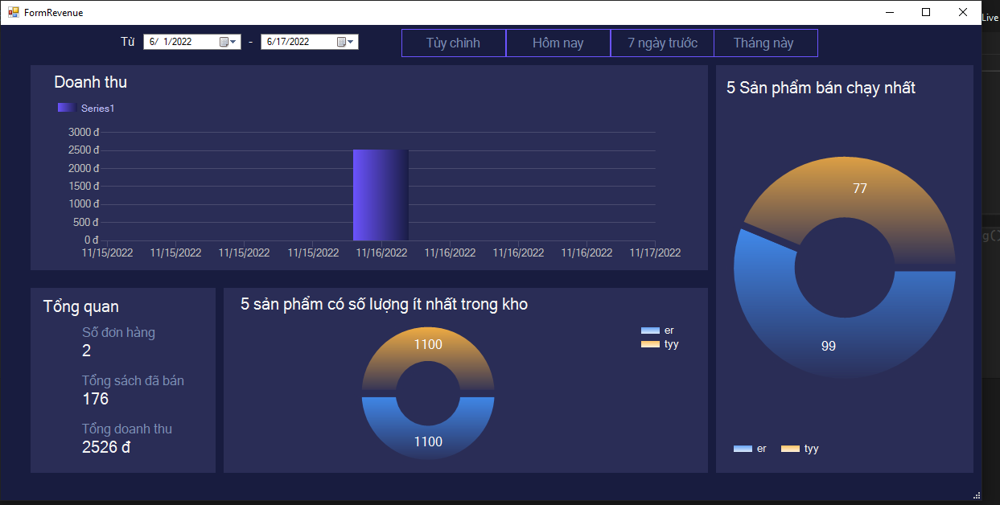 FormRevenue
Live
Từ 6/ 1/2022 - 6/17/2022
Tùy chỉnh Hôm nay 7 ngày trước Tháng này
Doanh thu
Series1
3000 đ
2500 đ
2000 đ
1500 đ
1000 đ
500 đ
0 đ
11/15/2022 11/15/2022 11/15/2022 11/15/2022 11/16/2022 11/16/2022 11/16/2022 11/16/2022 11/17/2022
5 Sản phẩm bán chạy nhất
77
99
er tyy
g()
Tổng quan
Số đơn hàng
2
Tổng sách đã bán
176
Tổng doanh thu
2526 đ
5 sản phẩm có số lượng ít nhất trong kho
1100
1100
er
tyy